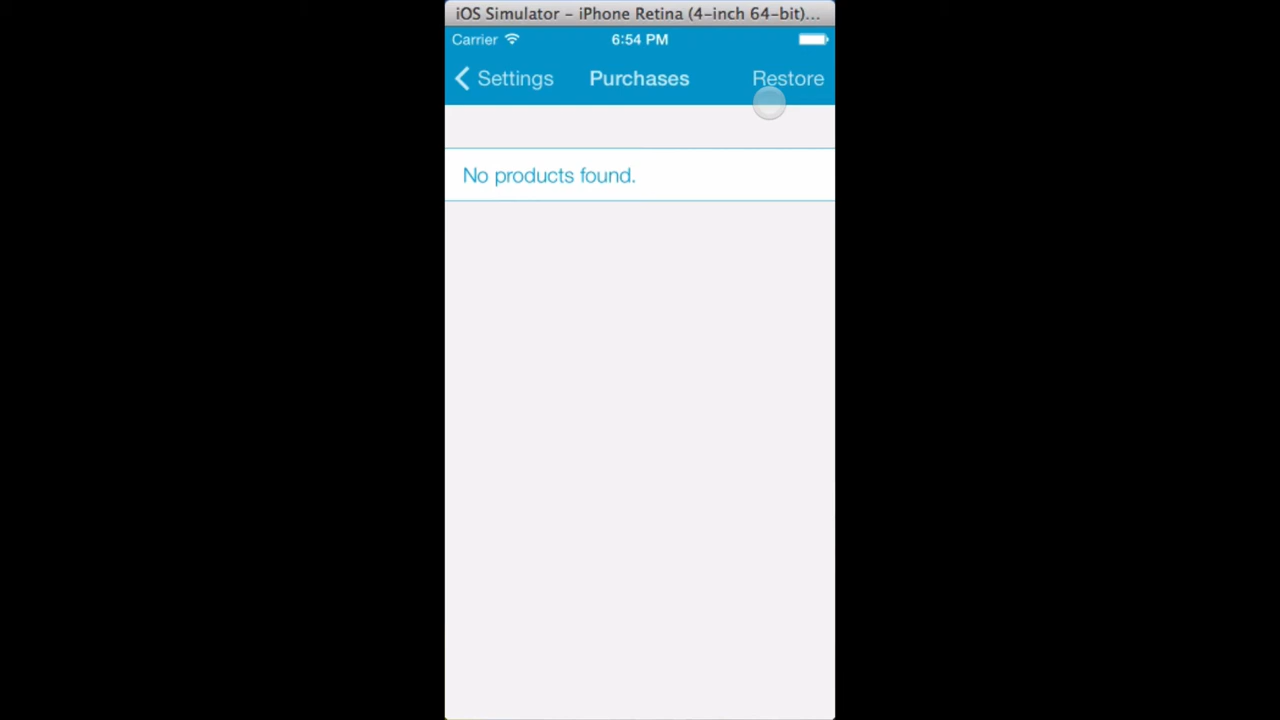 iOS Simulator – iPhone Retina (4-inch 64-bit)...
Carrier 6:54 PM
Settings Purchases Restore
No products found.